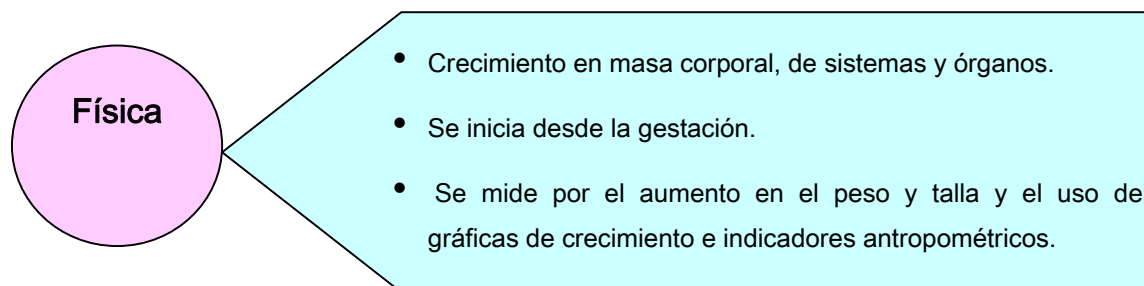 Física
• Crecimiento en masa corporal, de sistemas y órganos.
• Se inicia desde la gestación.
• Se mide por el aumento en el peso y talla y el uso de
gráficas de crecimiento e indicadores antropométricos.